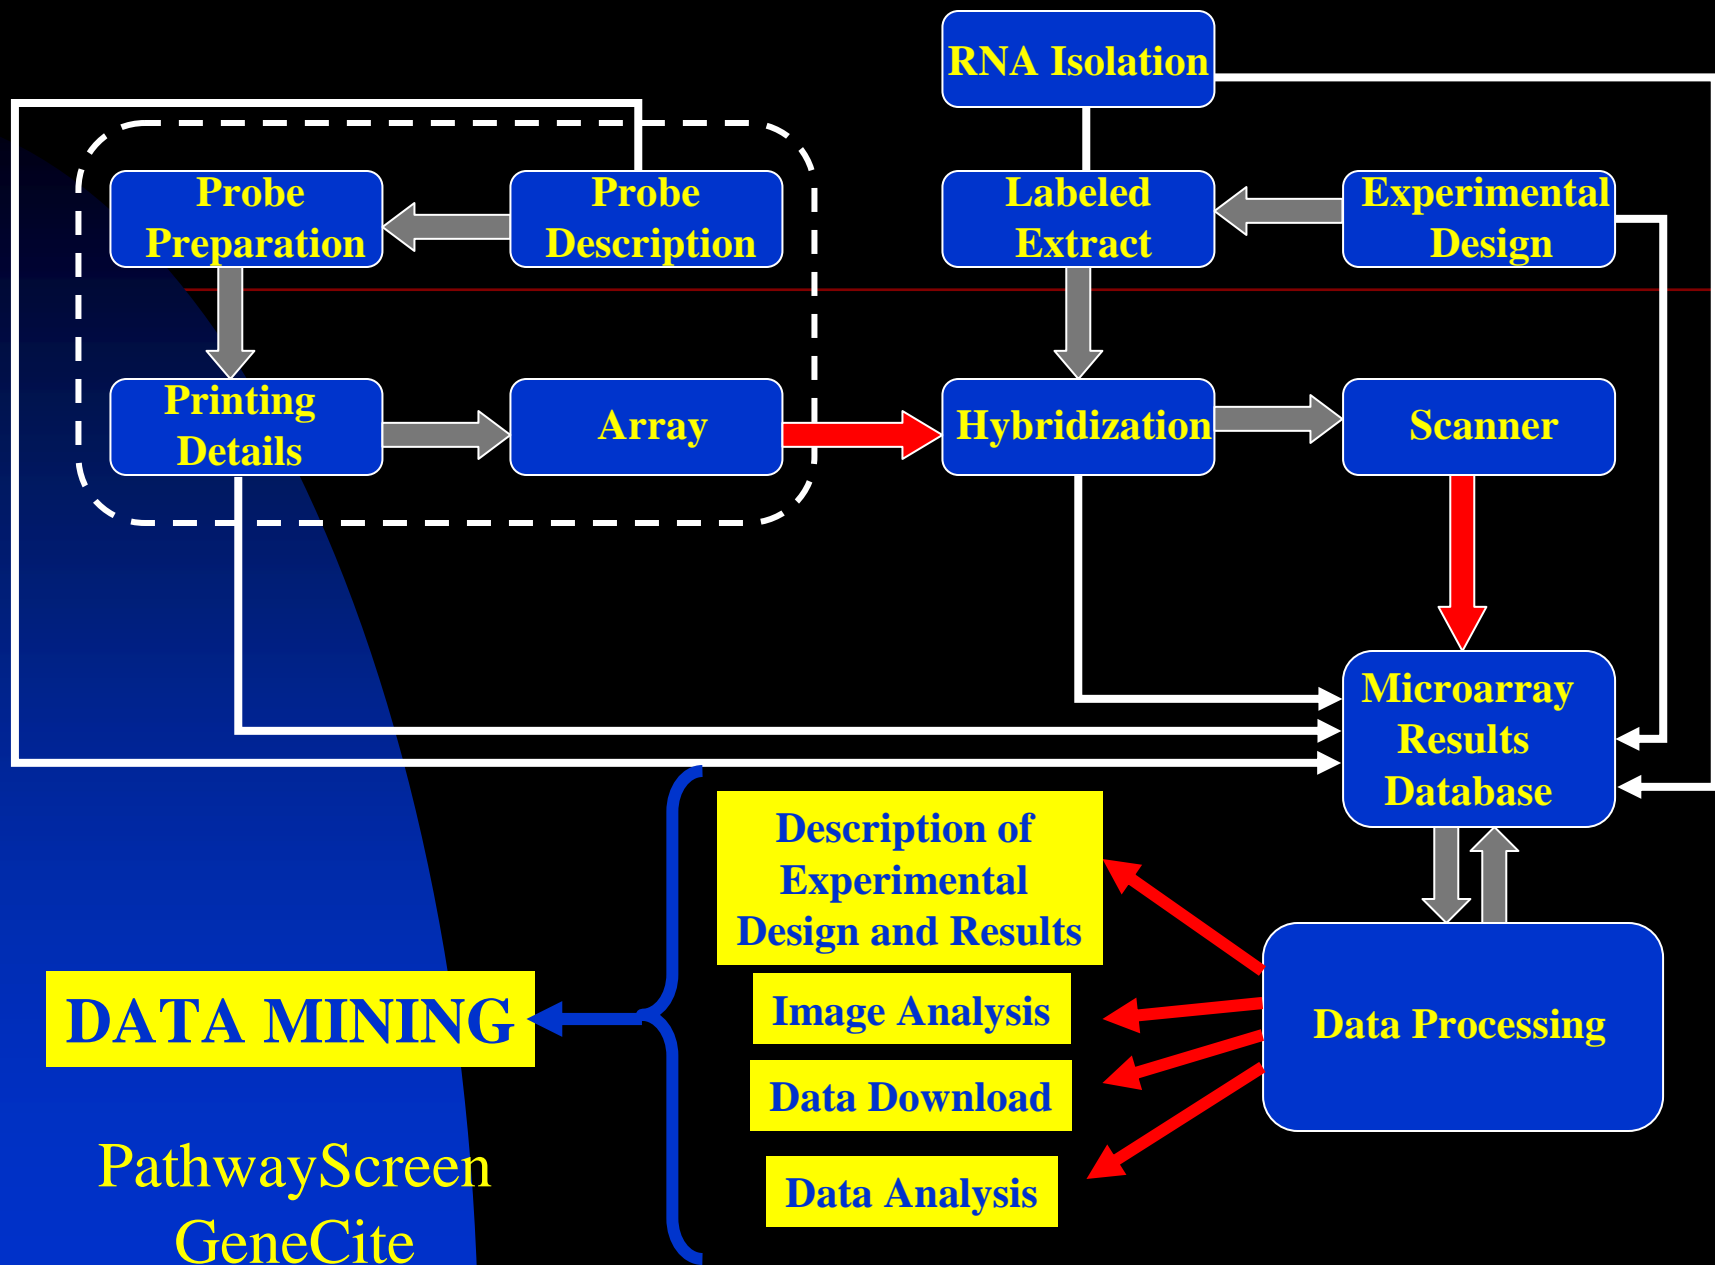 RNA Isolation
Probe
Preparation
Probe
Description
Labeled
Extract
Experimental
Design
Printing
Details
Array
Hybridization
Scanner
Microarray
Results
Database
Description of
Experimental
Design and Results
Image Analysis
Data Download
Data Analysis
Data Processing
DATA MINING
PathwayScreen
GeneCite